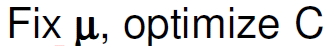 Fix μ, optimize C